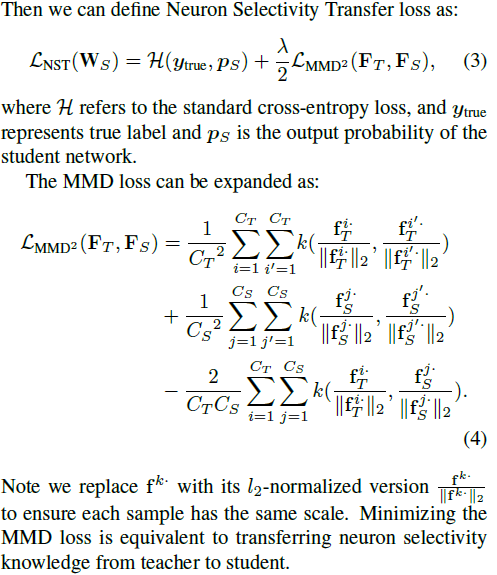 Then we can define Neuron Selectivity Transfer loss as:
$\mathcal{L}_{\text{NST}}(\mathbf{W}_S) = \mathcal{H}(\boldsymbol{y}_{\text{true}}, \boldsymbol{p}_S) + \frac{\lambda}{2}\mathcal{L}_{\text{MMD}^2}(\mathbf{F}_T, \mathbf{F}_S),$ (3)
where $\mathcal{H}$ refers to the standard cross-entropy loss, and $\boldsymbol{y}_{\text{true}}$
represents true label and $\boldsymbol{p}_S$ is the output probability of the
student network.
The MMD loss can be expanded as:
$\mathcal{L}_{\text{MMD}^2}(\mathbf{F}_T, \mathbf{F}_S) = \frac{1}{{C_T}^2}\sum_{i=1}^{C_T}\sum_{i'=1}^{C_T} k(\frac{\mathbf{f}_T^{i\cdot}}{\|\mathbf{f}_T^{i\cdot}\|_2}, \frac{\mathbf{f}_T^{i'\cdot}}{\|\mathbf{f}_T^{i'\cdot}\|_2})$
$+ \frac{1}{{C_S}^2}\sum_{j=1}^{C_S}\sum_{j'=1}^{C_S} k(\frac{\mathbf{f}_S^{j\cdot}}{\|\mathbf{f}_S^{j\cdot}\|_2}, \frac{\mathbf{f}_S^{j'\cdot}}{\|\mathbf{f}_S^{j'\cdot}\|_2})$
$- \frac{2}{C_T C_S}\sum_{i=1}^{C_T}\sum_{j=1}^{C_S} k(\frac{\mathbf{f}_T^{i\cdot}}{\|\mathbf{f}_T^{i\cdot}\|_2}, \frac{\mathbf{f}_S^{j\cdot}}{\|\mathbf{f}_S^{j\cdot}\|_2}).$
(4)
Note we replace $\mathbf{f}^{k\cdot}$ with its $l_2$-normalized version $\frac{\mathbf{f}^{k\cdot}}{\|\mathbf{f}^{k\cdot}\|_2}$
to ensure each sample has the same scale. Minimizing the
MMD loss is equivalent to transferring neuron selectivity
knowledge from teacher to student.